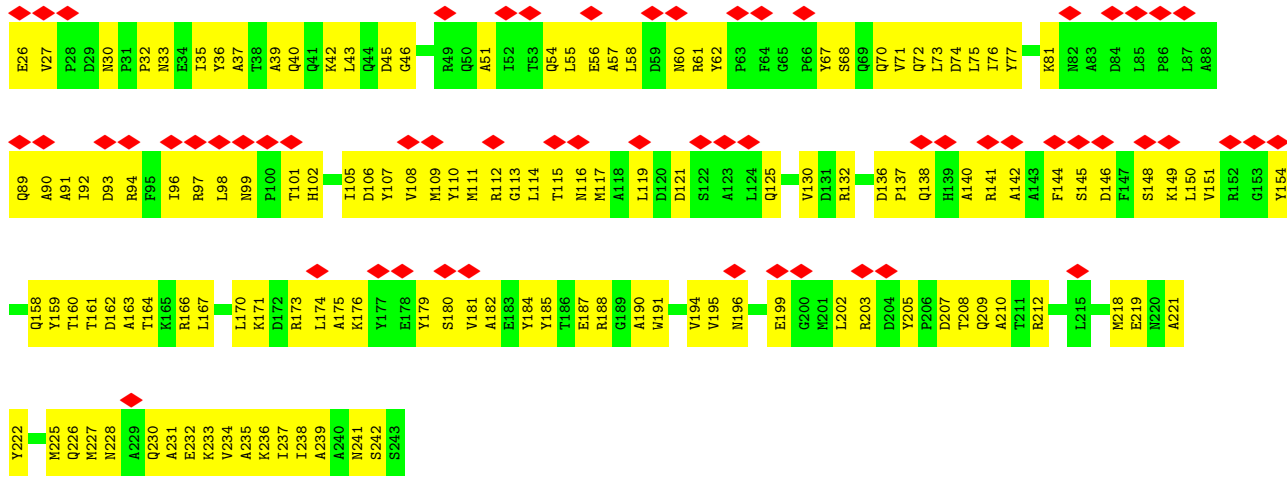 E26 V27 P28 D29 N30 P31 P32 N33 E34 I35 Y36 A37 T38 A39 Q40 Q41 K42 L43 Q44 D45 G46 R49 Q50 A51 I52 T53 Q54 L55 E56 A57 L58 D59 N60 R61 Y62 P63 F64 G65 P66 Y67 S68 Q69 Q70 V71 Q72 L73 D74 L75 I76 Y77 K81 N82 A83 D84 L85 P86 L87 A88
Q89 A90 A91 I92 D93 R94 F95 I96 R97 L98 N99 P100 T101 H102 I105 D106 Y107 V108 M109 Y110 M111 R112 G113 L114 T115 N116 M117 A118 L119 D120 D121 S122 A123 L124 Q125 V130 D131 R132 D136 P137 Q138 H139 A140 R141 A142 A143 F144 S145 D146 F147 S148 K149 L150 V151 R152 G153 Y154
Q158 Y159 T160 T161 D162 A163 T164 K165 R166 L167 L170 K171 D172 R173 L174 A175 K176 Y177 E178 Y179 S180 V181 A182 E183 Y184 Y185 T186 E187 R188 G189 A190 W191 V194 V195 N196 E199 G200 M201 L202 R203 D204 Y205 P206 D207 T208 Q209 A210 T211 R212 L215 M218 E219 N220 A221
Y222 M225 Q226 M227 N228 A229 Q230 A231 E232 K233 V234 A235 K236 I237 I238 A239 A240 N241 S242 S243